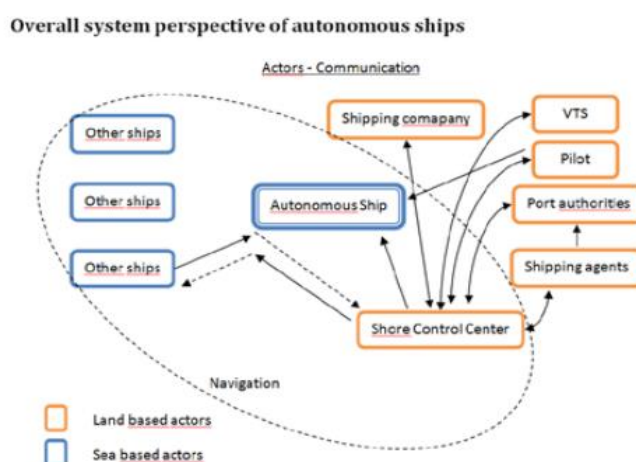 Overall system perspective of autonomous ships
Actors - Communication
Shipping comapany
VTS
Other ships
Pilot
Other ships
Autonomous Ship
Port authorities
Other ships
Shipping agents
Shore Control Center
Navigation
Land based actors
Sea based actors